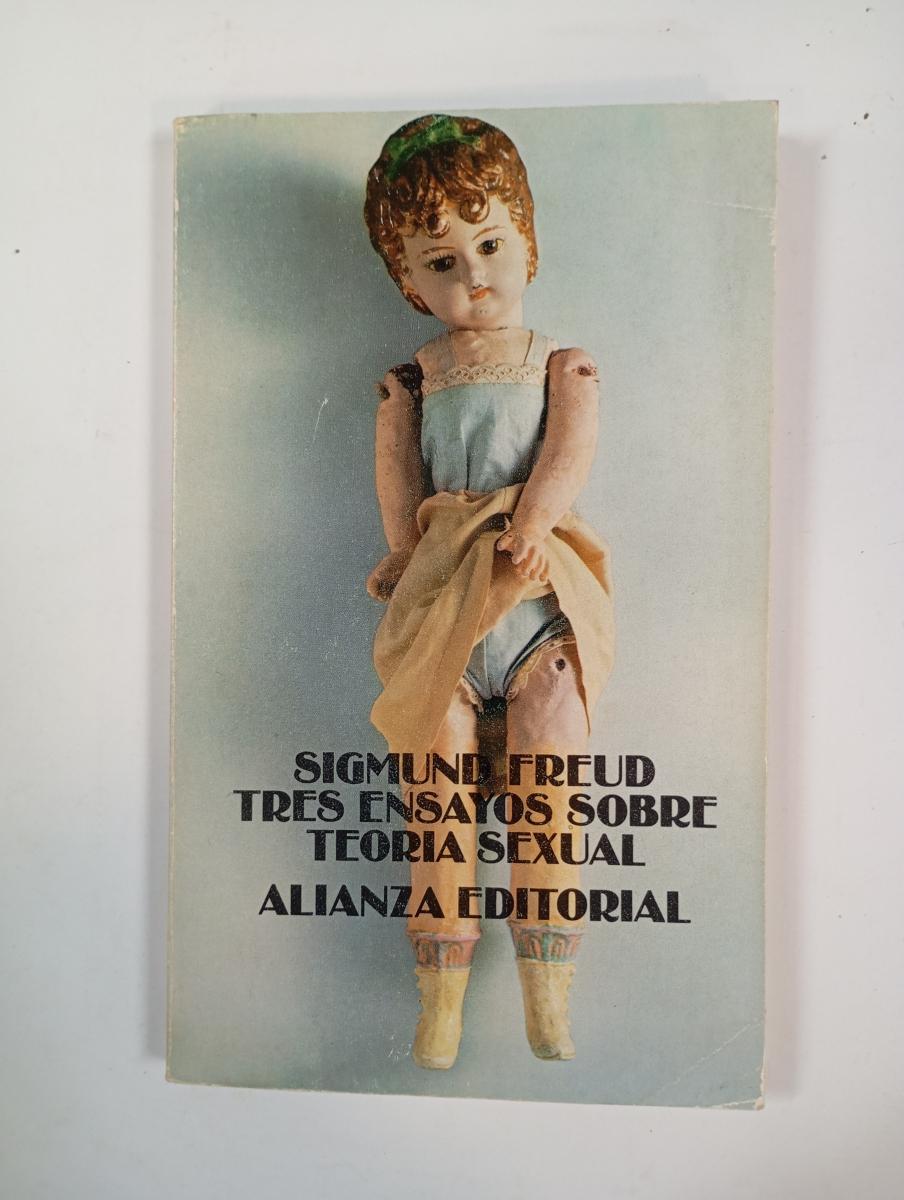 SIGMUND FREUD
TRES ENSAYOS SOBRE
TEORIA SEXUAL
ALIANZA EDITORIAL